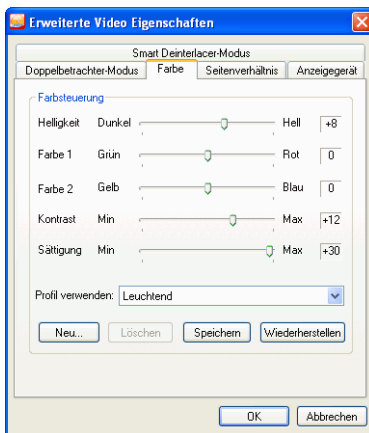 Erweiterte Video Eigenschaften
Smart Deinterlacer-Modus
Doppelbetrachter-Modus Farbe Seitenverhältnis Anzeigegerät
Farbsteuerung
Helligkeit Dunkel Hell +8
Farbe 1 Grün Rot 0
Farbe 2 Gelb Blau 0
Kontrast Min Max +12
Sättigung Min Max +30
Profil verwenden: Leuchtend
Neu... Löschen Speichern Wiederherstellen
OK Abbrechen